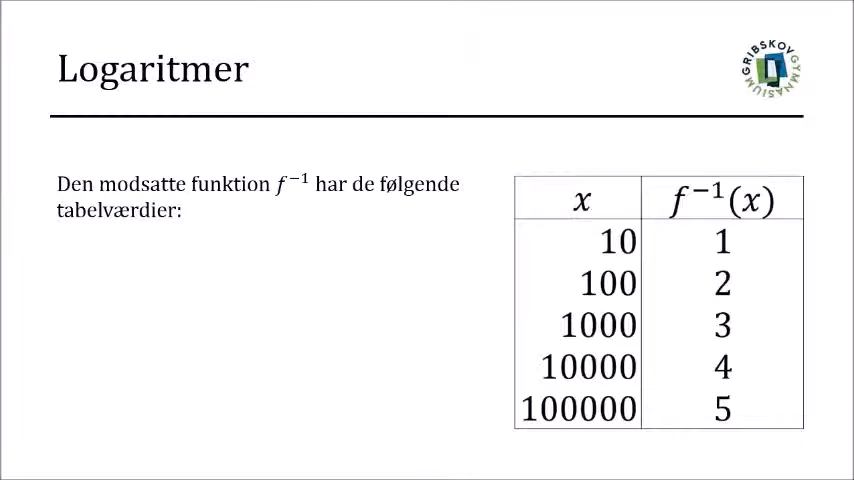 Logaritmer
GRIBSKOV GYMNASIUM
Den modsatte funktion f⁻¹ har de følgende
tabelværdier:
x f⁻¹(x)
10 1
100 2
1000 3
10000 4
100000 5